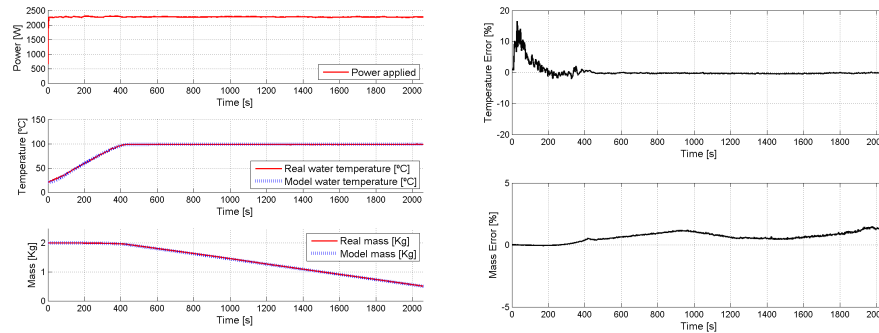 2500
2000
1500
1000
500
0
Power [W]
Power applied
0 200 400 600 800 1000 1200 1400 1600 1800 2000
Time [s]
150
100
50
0
Temperature [ºC]
Real water temperature [ºC]
Model water temperature [ºC]
0 200 400 600 800 1000 1200 1400 1600 1800 2000
Time [s]
2
1
0
Mass [Kg]
Real mass [Kg]
Model mass [Kg]
0 200 400 600 800 1000 1200 1400 1600 1800 2000
Time [s]
20
10
0
-10
-20
Temperature Error [%]
0 200 400 600 800 1000 1200 1400 1600 1800 2000
Time [s]
5
0
-5
Mass Error [%]
0 200 400 600 800 1000 1200 1400 1600 1800 2000
Time [s]